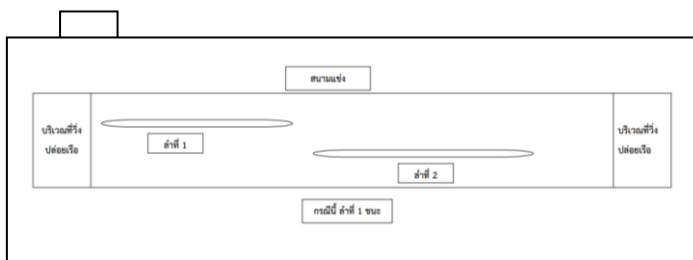 สนามแข่ง
บริเวณที่วิ่ง
ปล่อยเรือ
ลำที่ 1
ลำที่ 2
บริเวณที่วิ่ง
ปล่อยเรือ
กรณีนี้ ลำที่ 1 ชนะ